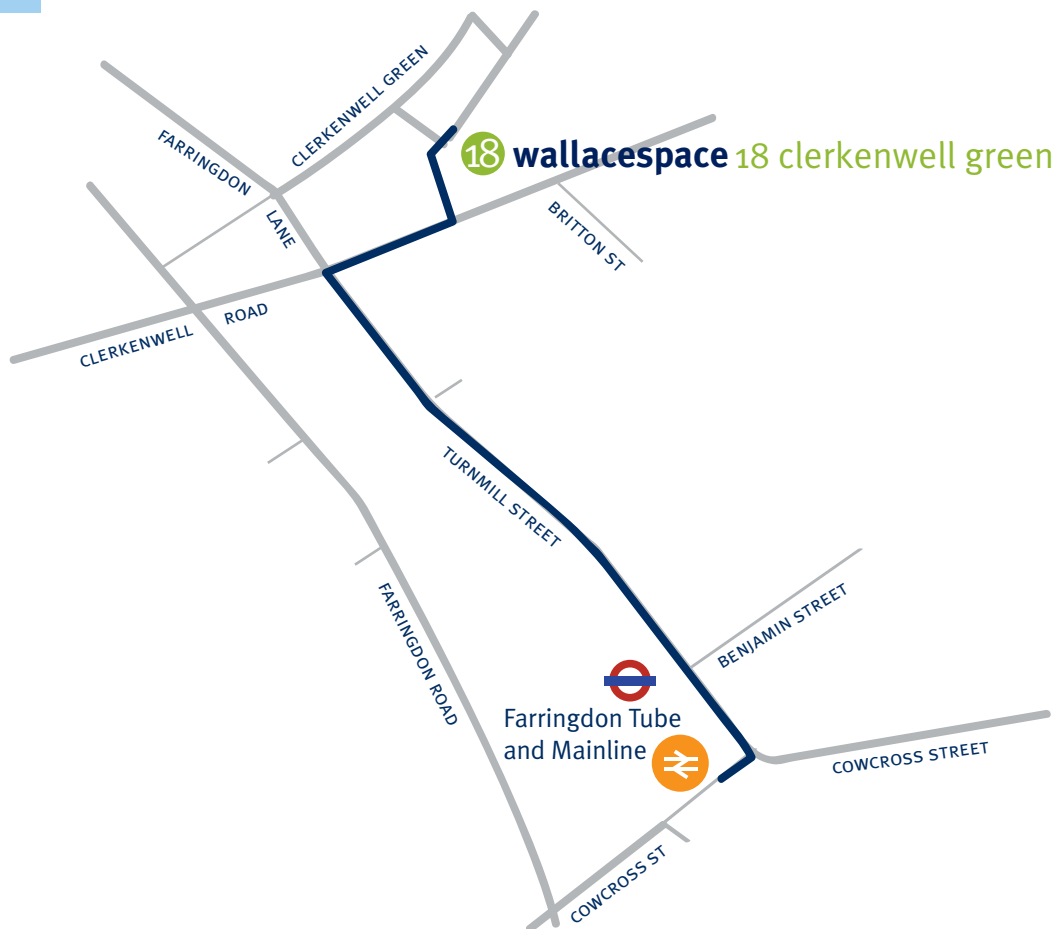 CLERKENWELL GREEN
FARRINGDON
LANE
18 wallacespace 18 clerkenwell green
BRITTON ST
CLERKENWELL
ROAD
TURNMILL STREET
FARRINGDON ROAD
BENJAMIN STREET
Farringdon Tube
and Mainline
COWCROSS STREET
COWCROSS ST